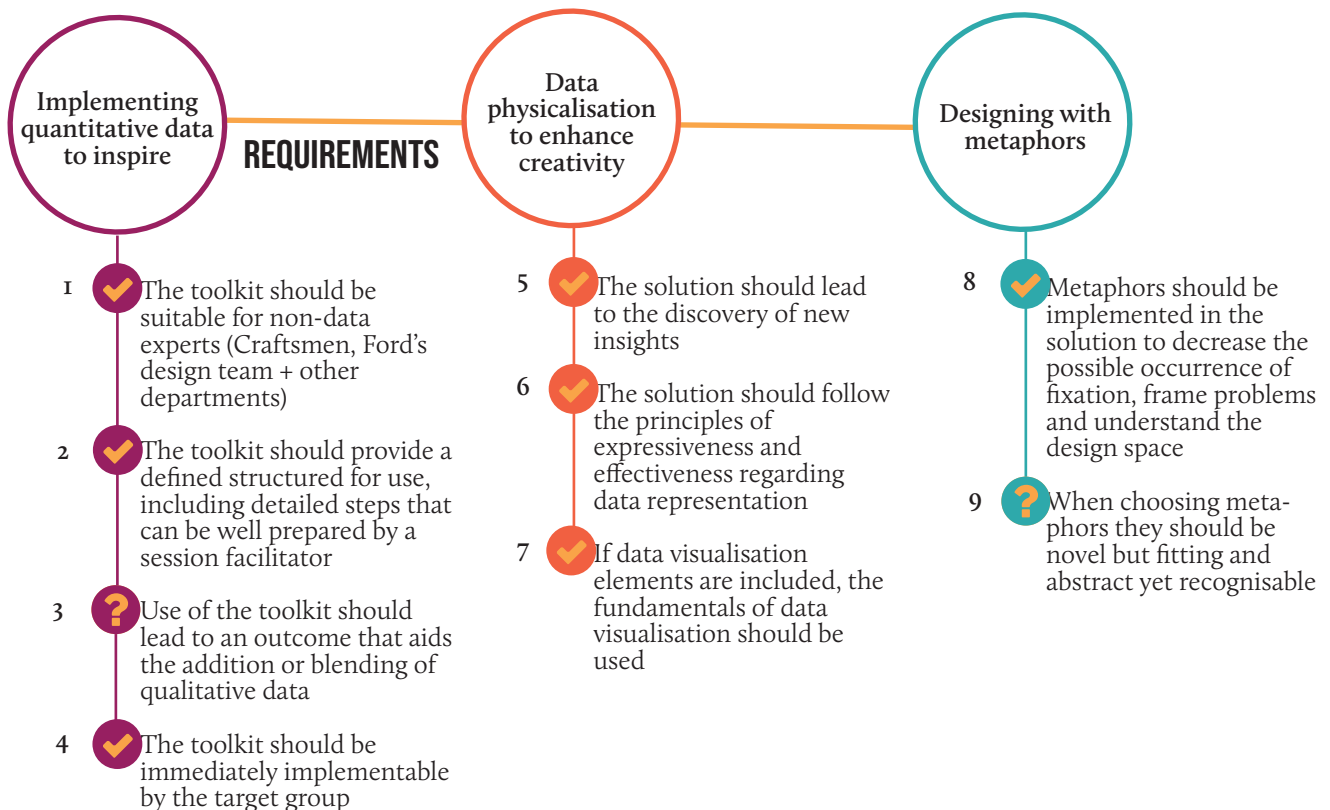 Implementing
quantitative data
to inspire
REQUIREMENTS
Data
physicalisation
to enhance
creativity
Designing with
metaphors
1 The toolkit should be
suitable for non-data
experts (Craftsmen, Ford's
design team + other
departments)
2 The toolkit should provide a
defined structured for use,
including detailed steps that
can be well prepared by a
session facilitator
3 ? Use of the toolkit should
lead to an outcome that aids
the addition or blending of
qualitative data
4 The toolkit should be
immediately implementable
by the target group
5 The solution should lead
to the discovery of new
insights
6 The solution should follow
the principles of
expressiveness and
effectiveness regarding
data representation
7 If data visualisation
elements are included, the
fundamentals of data
visualisation should be
used
8 Metaphors should be
implemented in the
solution to decrease the
possible occurrence of
fixation, frame problems
and understand the
design space
9 ? When choosing meta-
phors they should be
novel but fitting and
abstract yet recognisable